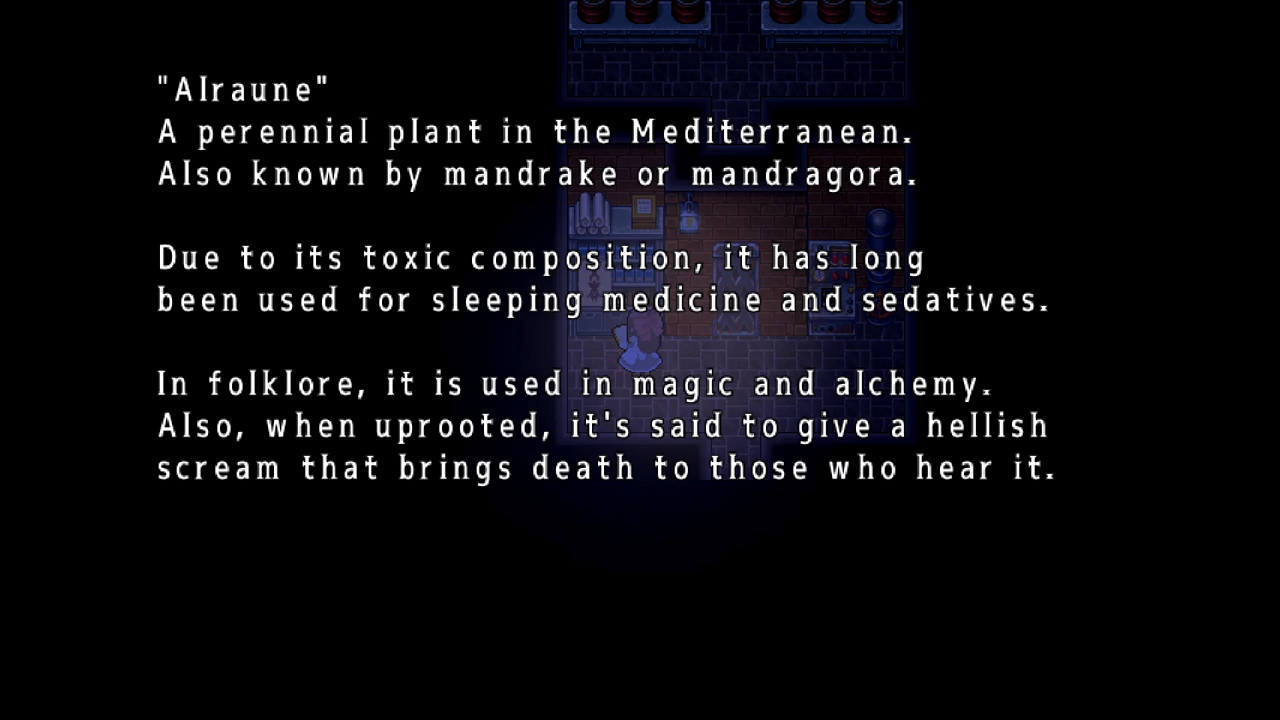 "Alraune"
A perennial plant in the Mediterranean.
Also known by mandrake or mandragora.
Due to its toxic composition, it has long
been used for sleeping medicine and sedatives.
In folklore, it is used in magic and alchemy.
Also, when uprooted, it's said to give a hellish
scream that brings death to those who hear it.